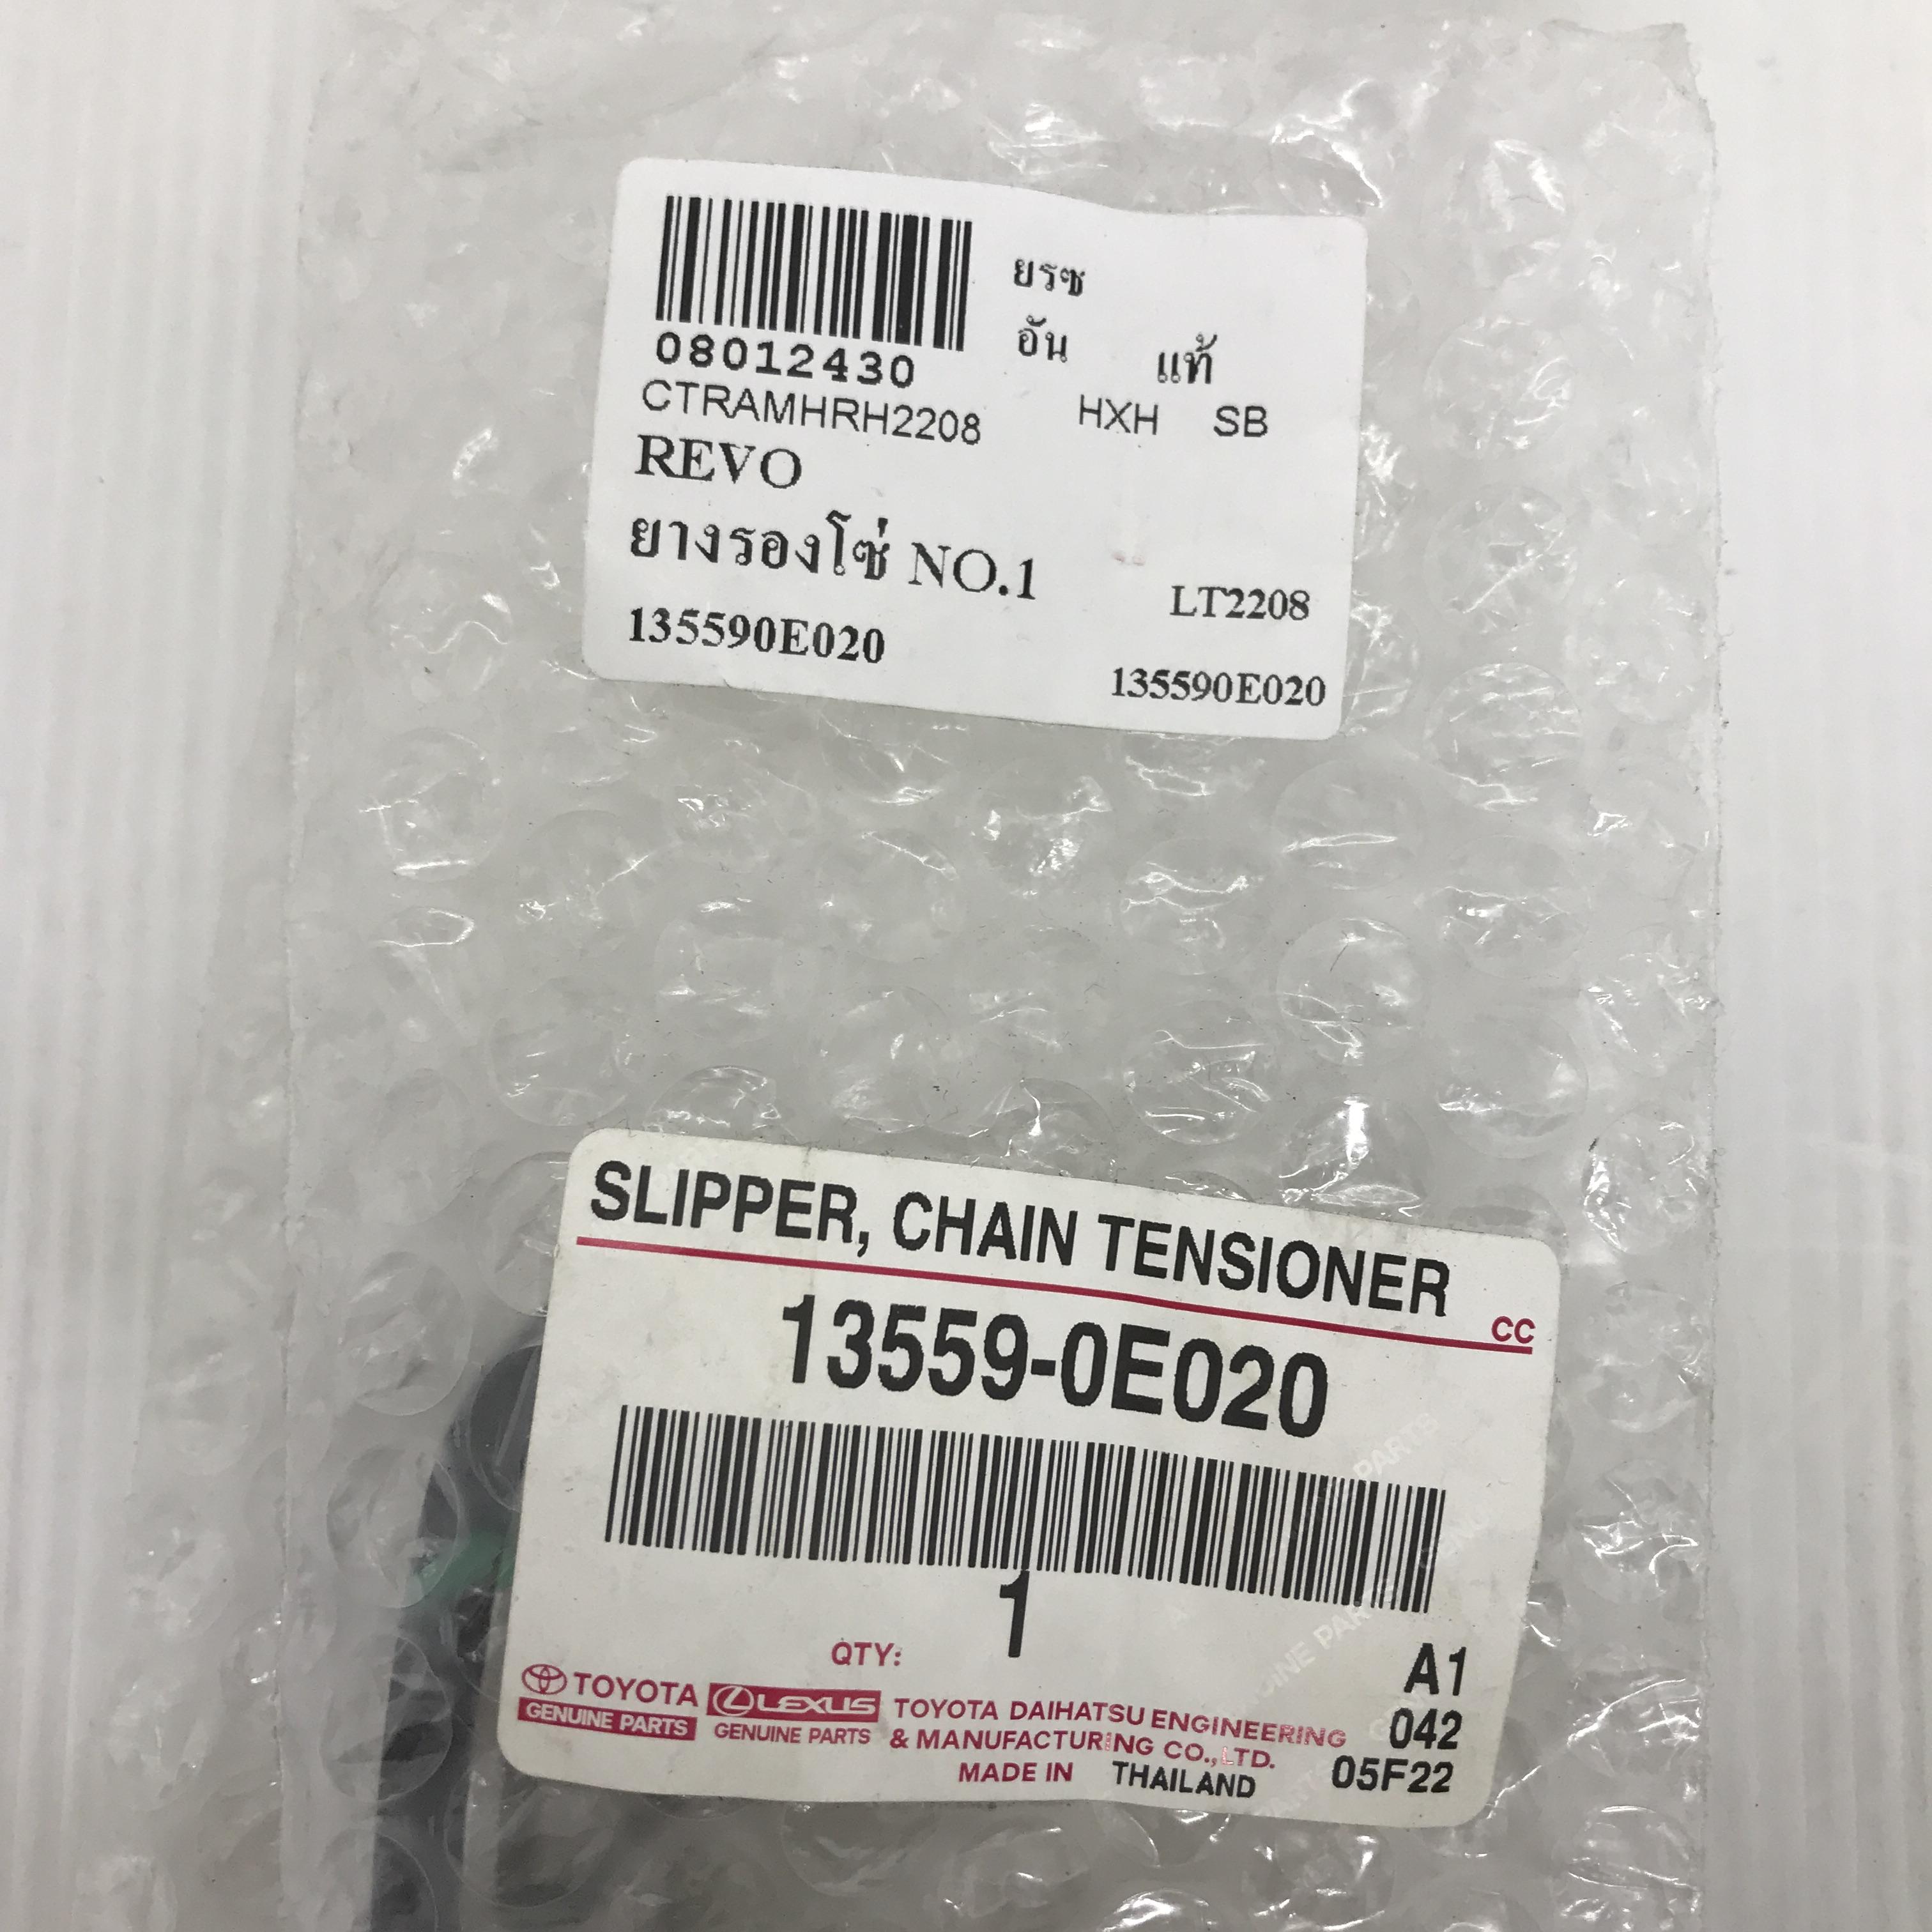 08012430
ยรซ
อัน แท้
CTRAMHRH2208 HXH SB
REVO
ยางรองโซ่ NO.1
LT2208
135590E020
135590E020
SLIPPER, CHAIN TENSIONER
CC
13559-0E020
1
QTY:
A1
TOYOTA
GENUINE PARTS
LEXUS
GENUINE PARTS
TOYOTA DAIHATSU ENGINEERING
& MANUFACTURING CO.,LTD.
042
MADE IN THAILAND
05F22